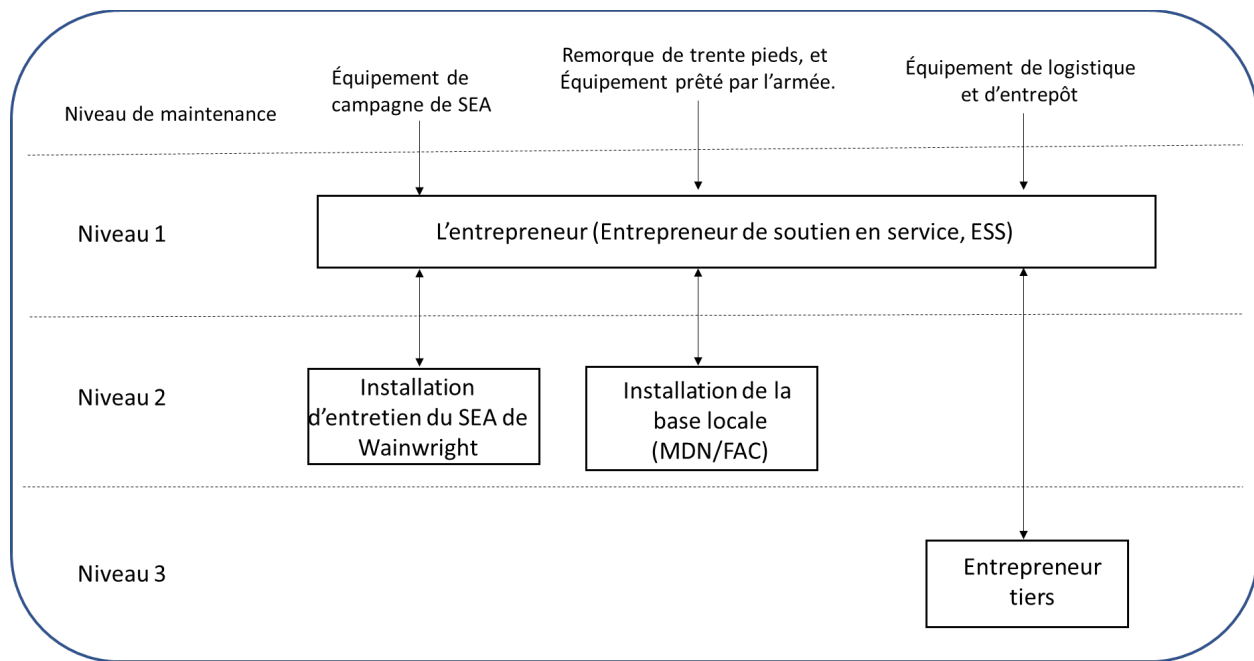 Niveau de maintenance
Équipement de
campagne de SEA
Remorque de trente pieds, et
Équipement prêté par l’armée.
Équipement de logistique
et d’entrepôt
Niveau 1
L’entrepreneur (Entrepreneur de soutien en service, ESS)
Niveau 2
Installation
d’entretien du SEA de
Wainwright
Installation de la
base locale
(MDN/FAC)
Niveau 3
Entrepreneur
tiers